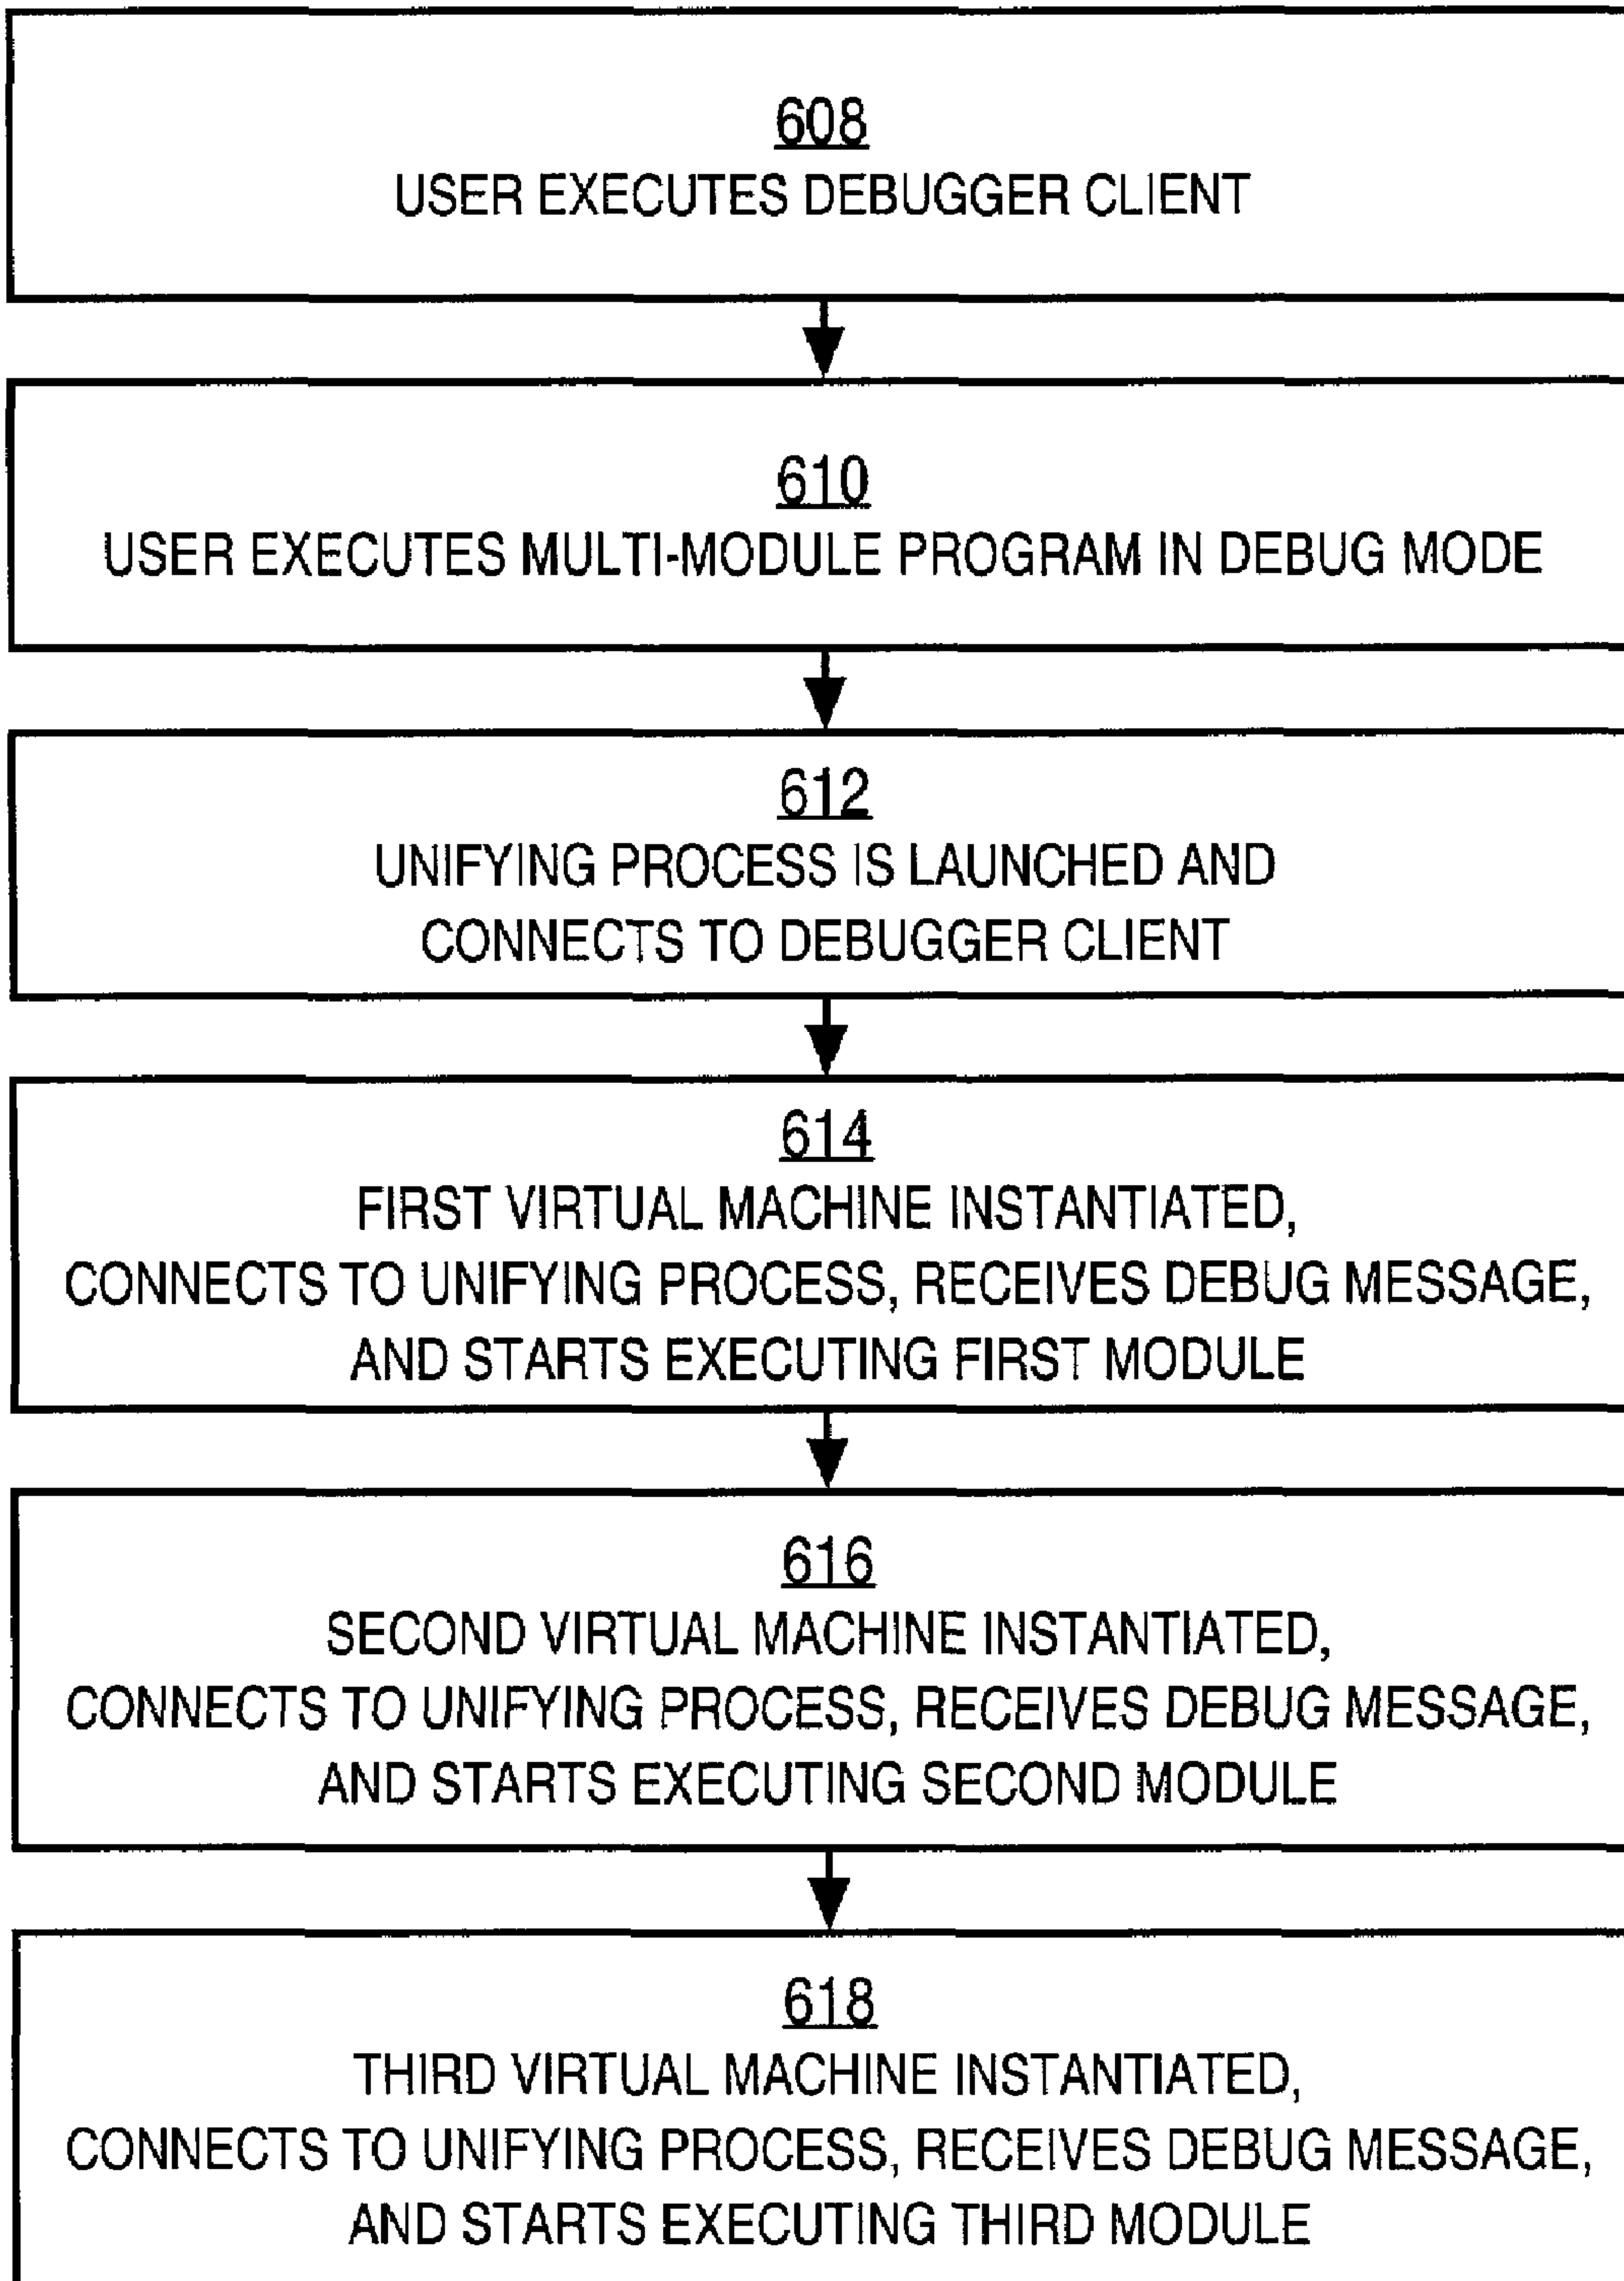 608
USER EXECUTES DEBUGGER CLIENT
610
USER EXECUTES MULTI-MODULE PROGRAM IN DEBUG MODE
612
UNIFYING PROCESS IS LAUNCHED AND
CONNECTS TO DEBUGGER CLIENT
614
FIRST VIRTUAL MACHINE INSTANTIATED,
CONNECTS TO UNIFYING PROCESS, RECEIVES DEBUG MESSAGE,
AND STARTS EXECUTING FIRST MODULE
616
SECOND VIRTUAL MACHINE INSTANTIATED,
CONNECTS TO UNIFYING PROCESS, RECEIVES DEBUG MESSAGE,
AND STARTS EXECUTING SECOND MODULE
618
THIRD VIRTUAL MACHINE INSTANTIATED,
CONNECTS TO UNIFYING PROCESS, RECEIVES DEBUG MESSAGE,
AND STARTS EXECUTING THIRD MODULE